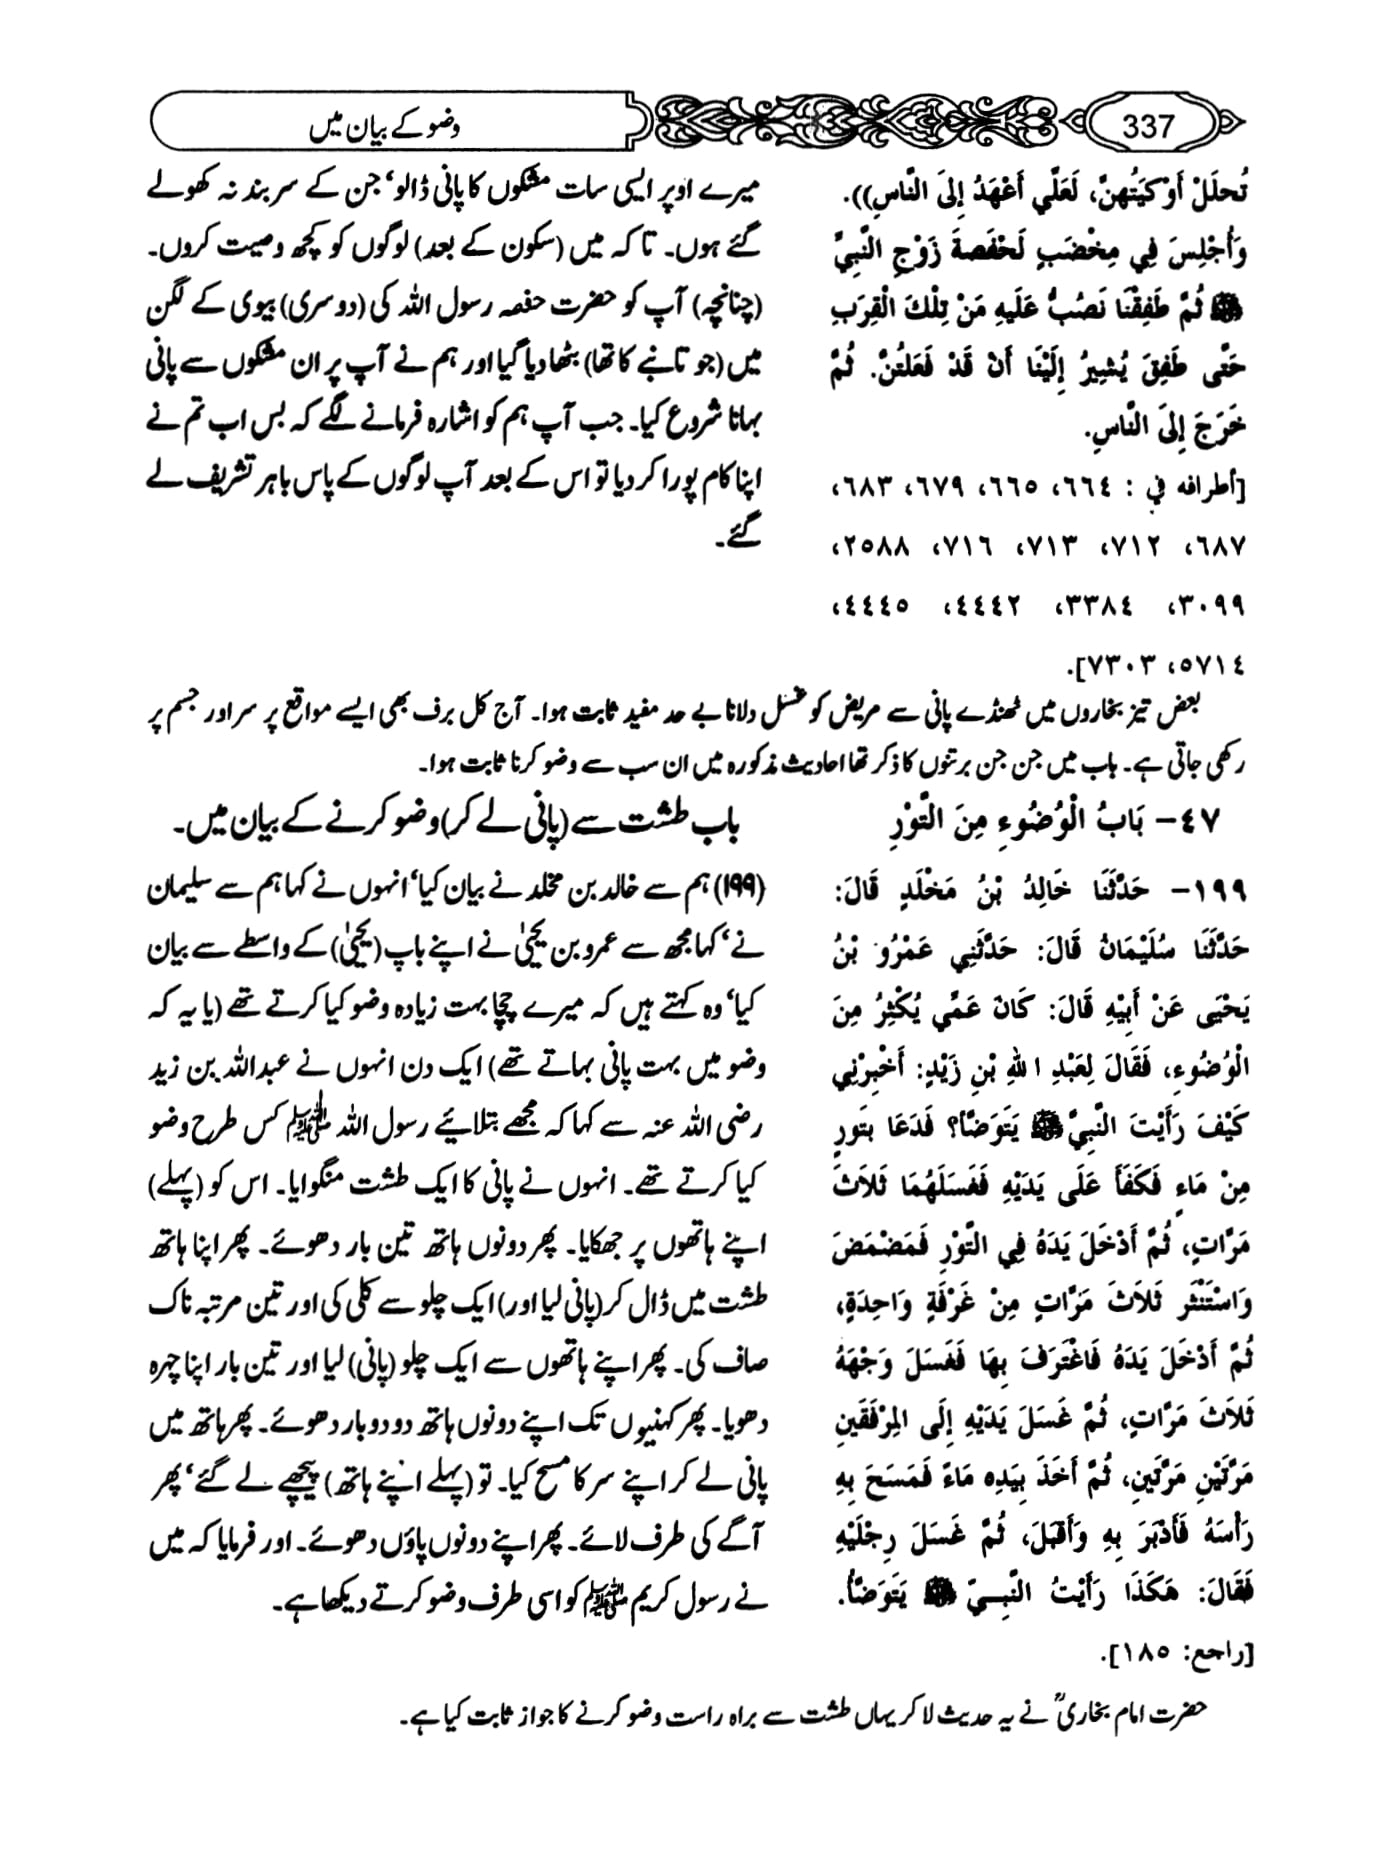 337
وضو کے بیان میں
تُحلَلْ أَوْكَيَتُهنَّ، لَعَلَّي أَعْهَدُ إِلىَ النَّاسِ)).
وَأُجْلِسَ فِي مِخْضَبٍ لَحْفَصةَ زَوْجِ النَّبِيِّ
ﷺ ثُمَّ طَفِقْنَا نَصُبُّ عَلَيهِ مَنْ تِلْكَ الْقِرَبِ
حَتَّى طَفِقَ يُشِيرُ إِلَيْنَا أَنْ قَدْ فَعَلتُنَّ. ثُمَّ
خَرَجَ إِلىَ النَّاسِ.
[أطرافه في : ٦٦٤، ٦٦٥، ٦٧٩، ٦٨٣،
٦٨٧، ٧١٢، ٧١٣، ٧١٦، ٢٥٨٨،
٣٠٩٩، ٣٣٨٤، ٤٤٤٢، ٤٤٤٥،
٥٧١٤، ٧٣٠٣].
میرے اوپر ایسی سات مشکوں کا پانی ڈالو‘ جن کے سر بند نہ کھولے
گئے ہوں۔ تاکہ میں (سکون کے بعد) لوگوں کو کچھ وصیت کروں۔
(چنانچہ) آپ کو حضرت حفصہ رسول اللہ کی (دوسری) بیوی کے لگن
میں (جو تانبے کا تھا) بٹھا دیا گیا اور ہم نے آپ پر ان مشکوں سے پانی
بہانا شروع کیا۔ جب آپ ہم کو اشارہ فرمانے لگے کہ بس اب تم نے
اپنا کام پورا کر دیا تو اس کے بعد آپ لوگوں کے پاس باہر تشریف لے
گئے۔
بعض تیز بخاروں میں ٹھنڈے پانی سے مریض کو غسل دلانا بے حد مفید ثابت ہوا۔ آج کل برف بھی ایسے مواقع پر سر اور جسم پر
رکھی جاتی ہے۔ باب میں جن جن برتنوں کا ذکر تھا احادیث مذکورہ میں ان سب سے وضو کرنا ثابت ہوا۔
٤٧- بَابُ الْوُضُوءِ مِنَ التَّوْرِ
باب طشت سے (پانی لے کر) وضو کرنے کے بیان میں۔
١٩٩- حَدَّثَنَا خَالِدُ بْنُ مَخْلَدٍ قَالَ:
حَدَّثَنَا سُلَيْمَانُ قَالَ: حَدَّثَنِي عَمْرُو بْنُ
يَحْيَى عَنْ أَبِيْهِ قَالَ: كَانَ عَمِّي يُكْثِرُ مِنَ
الْوُضُوءِ، فَقَالَ لِعَبْدِ اللهِ بْنِ زَيْدٍ: أَخْبِرْنِي
كَيْفَ رَأَيْتَ النَّبِيَّ ﷺ يَتَوَضَّأُ؟ فَدَعَا بتَورٍ
مِنْ مَاءٍ فَكَفَأَ عَلَى يَدَيْهِ فَغَسَلَهُمَا ثَلاَثَ
مَرَّاتٍ، ثُمَّ أَدْخَلَ يَدَهُ فِي التَّوْرِ فَمَضْمَضَ
وَاسْتَنْثَر ثَلاَثَ مَرَّاتٍ مِنْ غَرْفَةٍ وَاحِدَةٍ،
ثُمَّ أَدْخَلَ يَدَهُ فَاغْتَرَفَ بِهَا فَغَسَلَ وَجْهَهُ
ثَلاَثَ مَرَّاتٍ، ثُمَّ غَسَلَ يَدَيْهِ إِلَى المِرْفَقَينِ
مَرَّتَيْنِ مَرَّتَينِ، ثُمَّ أَخَذَ بِيَدِه مَاءً فَمَسَحَ بِهِ
رَأْسَهُ فَأَدْبَرَ بِهِ وَأَقْبَلَ، ثُمَّ غَسَلَ رِجْلَيْهِ
فَقَالَ: هَكَذَا رَأَيْتُ النَّبِيَّ ﷺ يَتَوَضَّأُ.
[راجع: ١٨٥].
(۱۹۹) ہم سے خالد بن مخلد نے بیان کیا‘ انہوں نے کہا ہم سے سلیمان
نے‘ کہا مجھ سے عمرو بن یحییٰ نے اپنے باپ (یحییٰ) کے واسطے سے بیان
کیا‘ وہ کہتے ہیں کہ میرے چچا بہت زیادہ وضو کیا کرتے تھے (یا یہ کہ
وضو میں بہت پانی بہاتے تھے) ایک دن انہوں نے عبداللہ بن زید
رضی اللہ عنہ سے کہا کہ مجھے بتلائیے رسول اللہ ﷺ کس طرح وضو
کیا کرتے تھے۔ انہوں نے پانی کا ایک طشت منگوایا۔ اس کو (پہلے)
اپنے ہاتھوں پر جھکایا۔ پھر دونوں ہاتھ تین بار دھوئے۔ پھر اپنا ہاتھ
طشت میں ڈال کر (پانی لیا اور) ایک چلو سے کلی کی اور تین مرتبہ ناک
صاف کی۔ پھر اپنے ہاتھوں سے ایک چلو (پانی) لیا اور تین بار اپنا چہرہ
دھویا۔ پھر کہنیوں تک اپنے دونوں ہاتھ دو دو بار دھوئے۔ پھر ہاتھ میں
پانی لے کر اپنے سر کا مسح کیا۔ تو (پہلے اپنے ہاتھ) پیچھے لے گئے‘ پھر
آگے کی طرف لائے۔ پھر اپنے دونوں پاؤں دھوئے۔ اور فرمایا کہ میں
نے رسول کریم ﷺ کو اسی طرف وضو کرتے دیکھا ہے۔
حضرت امام بخاریؒ نے یہ حدیث لا کر یہاں طشت سے براہ راست وضو کرنے کا جواز ثابت کیا ہے۔